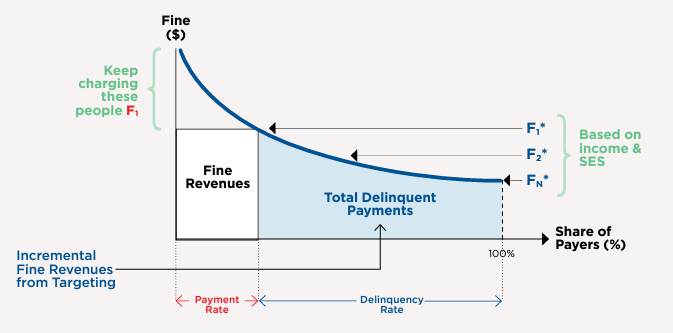 Fine
($)
Keep
charging
these
people F₁
F₁*
F₂*
Fₙ*
Based on
income &
SES
Fine
Revenues
Total Delinquent
Payments
Share of
Payers (%)
100%
Incremental
Fine Revenues
from Targeting
Payment
Rate
Delinquency
Rate